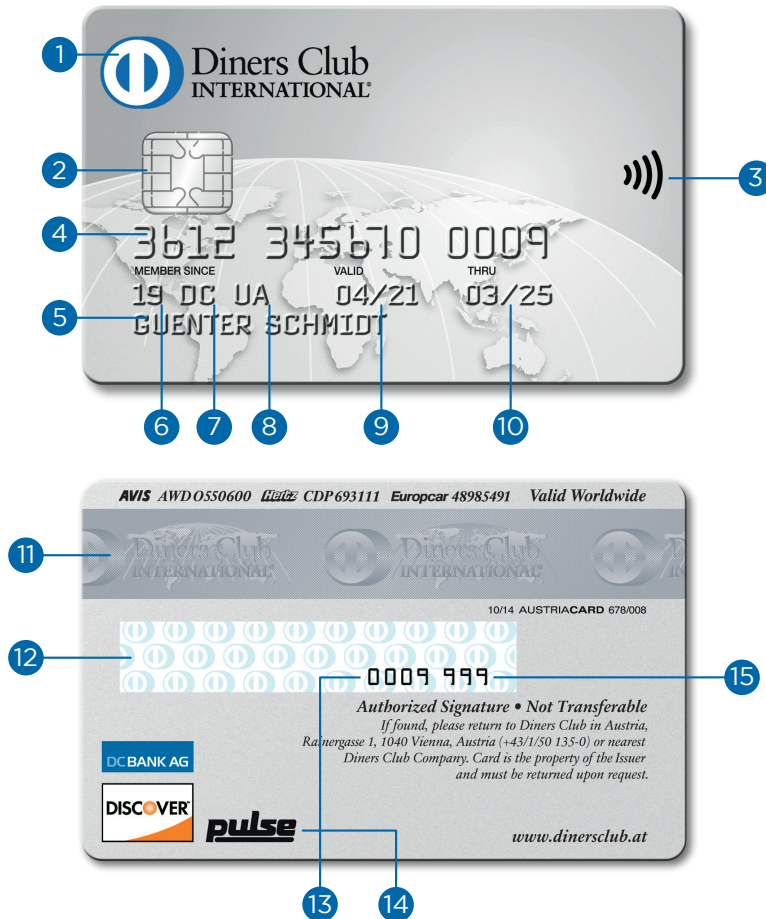 1
Diners Club
INTERNATIONAL®
2
3
4
3612 345670 0009
MEMBER SINCE VALID THRU
19 DC UA 04/21 03/25
5
GUENTER SCHMIDT
6 7 8 9 10
AVIS AWD O550600 Hertz CDP 693111 Europcar 48985491 Valid Worldwide
11
Diners Club
INTERNATIONAL®
Diners Club
INTERNATIONAL®
10/14 AUSTRIACARD 678/008
12
0009 999
15
Authorized Signature • Not Transferable
If found, please return to Diners Club in Austria,
Rainergasse 1, 1040 Vienna, Austria (+43/1/50 135-0) or nearest
Diners Club Company. Card is the property of the Issuer
and must be returned upon request.
DC BANK AG
DISCOVER®
pulse
www.dinersclub.at
13 14